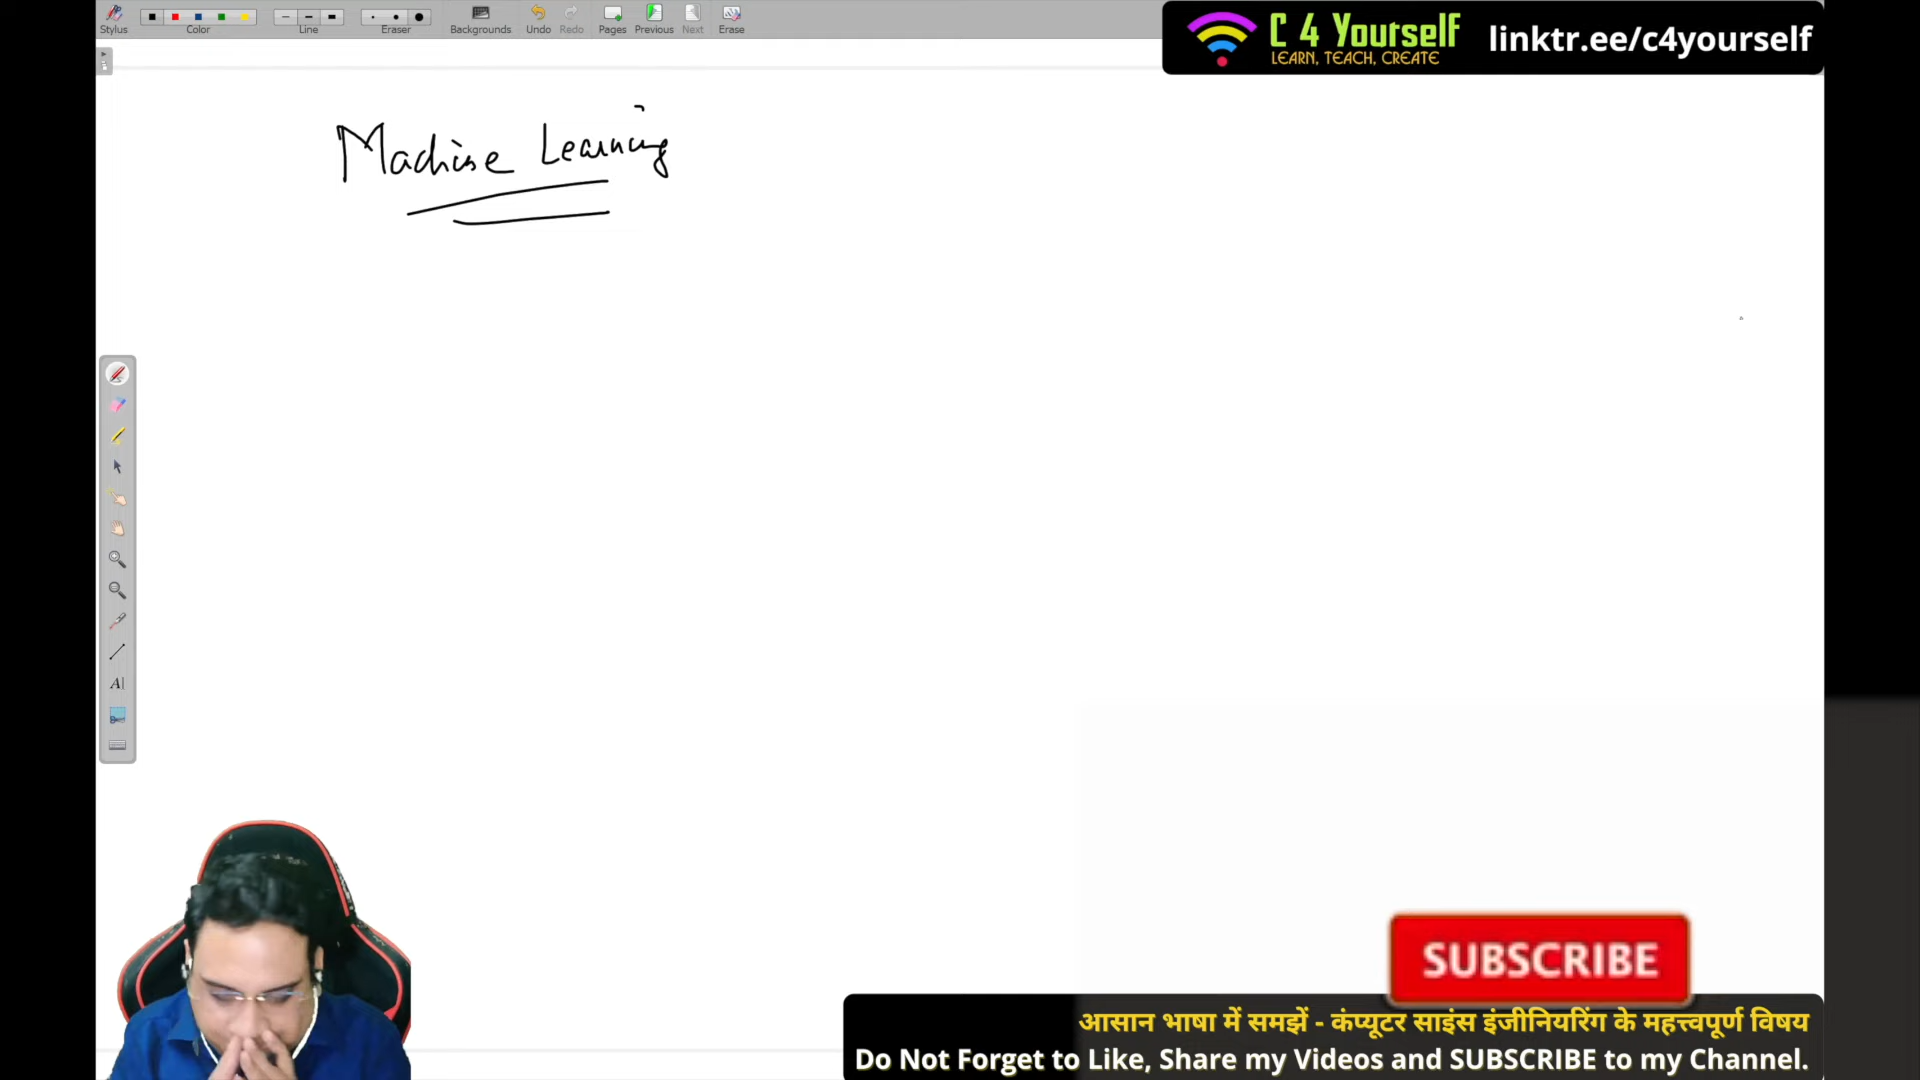 Stylus Color Line Eraser Backgrounds Undo Redo Pages Previous Next Erase
C 4 Yourself
LEARN, TEACH, CREATE
linktr.ee/c4yourself
Machine Learning
A
SUBSCRIBE
आसान भाषा में समझें - कंप्यूटर साइंस इंजीनियरिंग के महत्त्वपूर्ण विषय
Do Not Forget to Like, Share my Videos and SUBSCRIBE to my Channel.